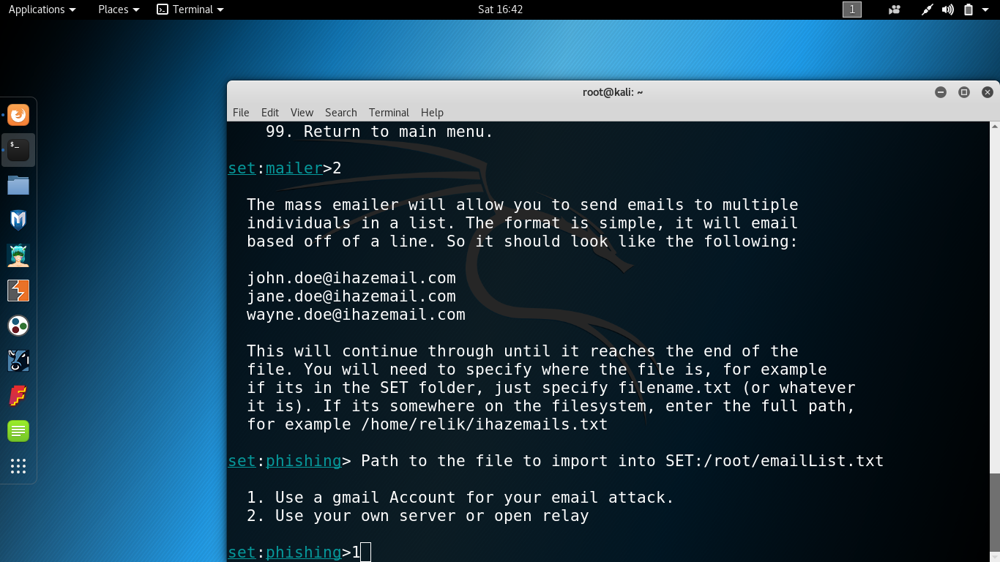 Applications Places Terminal Sat 16:42 1
root@kali: ~
File Edit View Search Terminal Help
99. Return to main menu.
set:mailer>2
The mass emailer will allow you to send emails to multiple
individuals in a list. The format is simple, it will email
based off of a line. So it should look like the following:
john.doe@ihazemail.com
jane.doe@ihazemail.com
wayne.doe@ihazemail.com
This will continue through until it reaches the end of the
file. You will need to specify where the file is, for example
if its in the SET folder, just specify filename.txt (or whatever
it is). If its somewhere on the filesystem, enter the full path,
for example /home/relik/ihazemails.txt
set:phishing> Path to the file to import into SET:/root/emailList.txt
1. Use a gmail Account for your email attack.
2. Use your own server or open relay
set:phishing>1